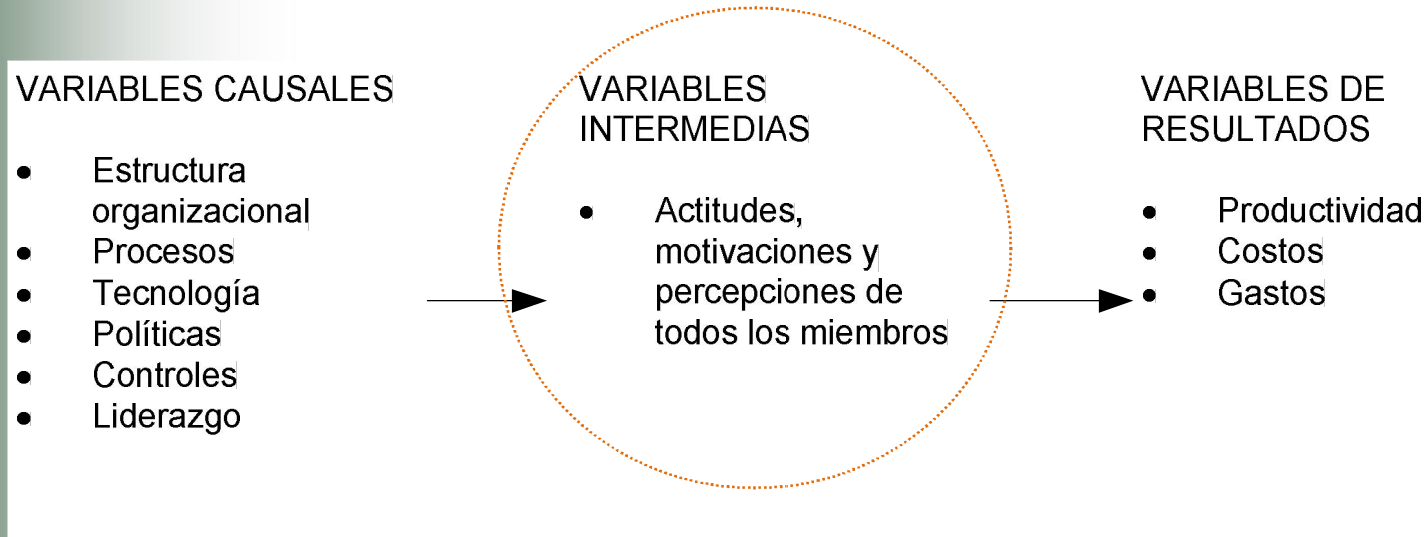 VARIABLES CAUSALES
• Estructura
organizacional
• Procesos
• Tecnología
• Políticas
• Controles
• Liderazgo
VARIABLES
INTERMEDIAS
• Actitudes,
motivaciones y
percepciones de
todos los miembros
VARIABLES DE
RESULTADOS
• Productividad
• Costos
• Gastos